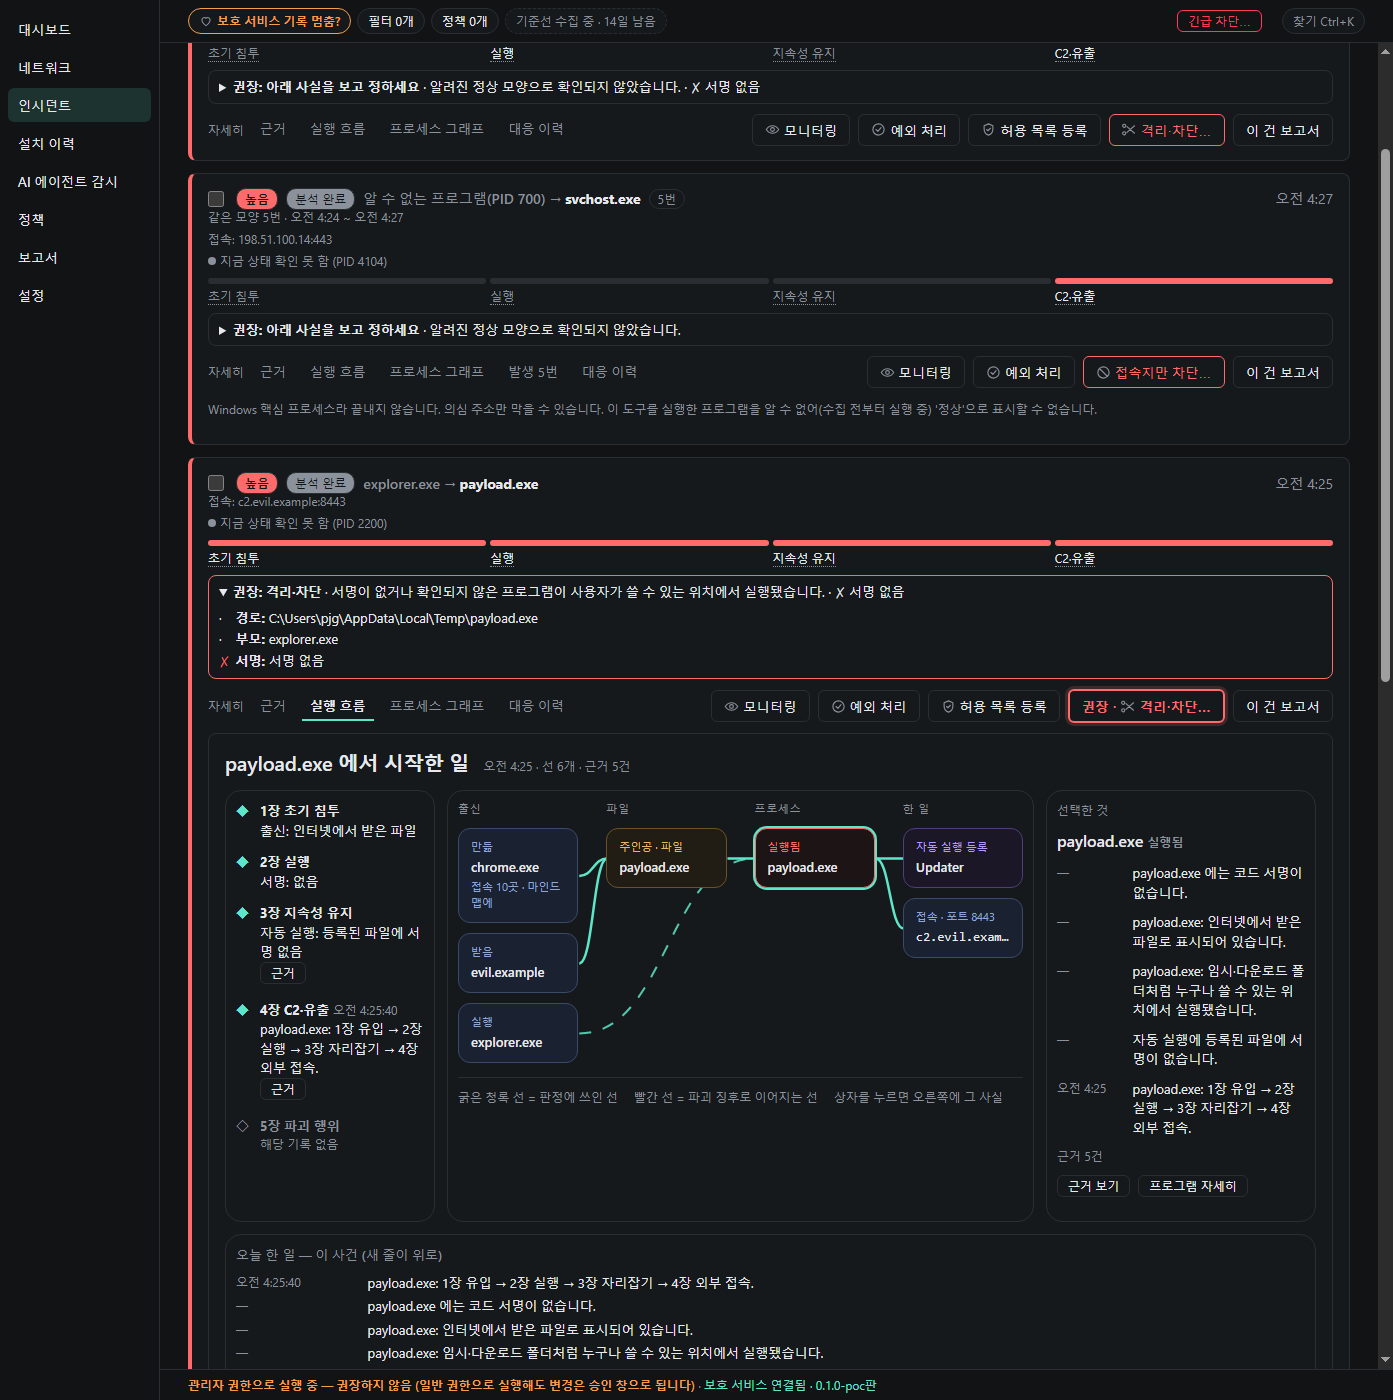 대시보드
네트워크
인시던트
설치 이력
AI 에이전트 감시
정책
보고서
설정
보호 서비스 기록 멈춤? 필터 0개 정책 0개 기준선 수집 중 · 14일 남음 긴급 차단... 찾기 Ctrl+K
초기 침투 실행 지속성 유지 C2·유출
▶ 권장: 아래 사실을 보고 정하세요 · 알려진 정상 모양으로 확인되지 않았습니다. · ✗ 서명 없음
자세히 근거 실행 흐름 프로세스 그래프 대응 이력 모니터링 예외 처리 허용 목록 등록 격리·차단... 이 건 보고서
높음 분석 완료 알 수 없는 프로그램(PID 700) → svchost.exe 5번 오전 4:27
같은 모양 5번 · 오전 4:24 ~ 오전 4:27
접속: 198.51.100.14:443
지금 상태 확인 못 함 (PID 4104)
초기 침투 실행 지속성 유지 C2·유출
▶ 권장: 아래 사실을 보고 정하세요 · 알려진 정상 모양으로 확인되지 않았습니다.
자세히 근거 실행 흐름 프로세스 그래프 발생 5번 대응 이력 모니터링 예외 처리 접속지만 차단... 이 건 보고서
Windows 핵심 프로세스라 끝내지 않습니다. 의심 주소만 막을 수 있습니다. 이 도구를 실행한 프로그램을 알 수 없어(수집 전부터 실행 중) '정상'으로 표시할 수 없습니다.
높음 분석 완료 explorer.exe → payload.exe 오전 4:25
접속: c2.evil.example:8443
지금 상태 확인 못 함 (PID 2200)
초기 침투 실행 지속성 유지 C2·유출
▼ 권장: 격리·차단 · 서명이 없거나 확인되지 않은 프로그램이 사용자가 쓸 수 있는 위치에서 실행됐습니다. · ✗ 서명 없음
· 경로: C:\Users\pjg\AppData\Local\Temp\payload.exe
· 부모: explorer.exe
✗ 서명: 서명 없음
자세히 근거 실행 흐름 프로세스 그래프 대응 이력 모니터링 예외 처리 허용 목록 등록 권장 · 격리·차단... 이 건 보고서
payload.exe 에서 시작한 일 오전 4:25 · 선 6개 · 근거 5건
1장 초기 침투
출신: 인터넷에서 받은 파일
2장 실행
서명: 없음
3장 지속성 유지
자동 실행: 등록된 파일에 서
명 없음
근거
4장 C2·유출 오전 4:25:40
payload.exe: 1장 유입 → 2장
실행 → 3장 자리잡기 → 4장
외부 접속.
근거
5장 파괴 행위
해당 기록 없음
출신 파일 프로세스 한 일
만듦
chrome.exe
접속 10곳 · 마인드
맵에
받음
evil.example
실행
explorer.exe
주인공 · 파일
payload.exe
실행됨
payload.exe
자동 실행 등록
Updater
접속 · 포트 8443
c2.evil.exam…
굵은 청록 선 = 판정에 쓰인 선 빨간 선 = 파괴 징후로 이어지는 선 상자를 누르면 오른쪽에 그 사실
선택한 것
payload.exe 실행됨
— payload.exe 에는 코드 서명이
없습니다.
— payload.exe: 인터넷에서 받은
파일로 표시되어 있습니다.
— payload.exe: 임시·다운로드 폴
더처럼 누구나 쓸 수 있는 위
치에서 실행됐습니다.
— 자동 실행에 등록된 파일에 서
명이 없습니다.
오전 4:25 payload.exe: 1장 유입 → 2장
실행 → 3장 자리잡기 → 4장
외부 접속.
근거 5건
근거 보기 프로그램 자세히
오늘 한 일 — 이 사건 (새 줄이 위로)
오전 4:25:40 payload.exe: 1장 유입 → 2장 실행 → 3장 자리잡기 → 4장 외부 접속.
— payload.exe 에는 코드 서명이 없습니다.
— payload.exe: 인터넷에서 받은 파일로 표시되어 있습니다.
— payload.exe: 임시·다운로드 폴더처럼 누구나 쓸 수 있는 위치에서 실행됐습니다.
관리자 권한으로 실행 중 — 권장하지 않음 (일반 권한으로 실행해도 변경은 승인 창으로 됩니다) · 보호 서비스 연결됨 · 0.1.0-poc판